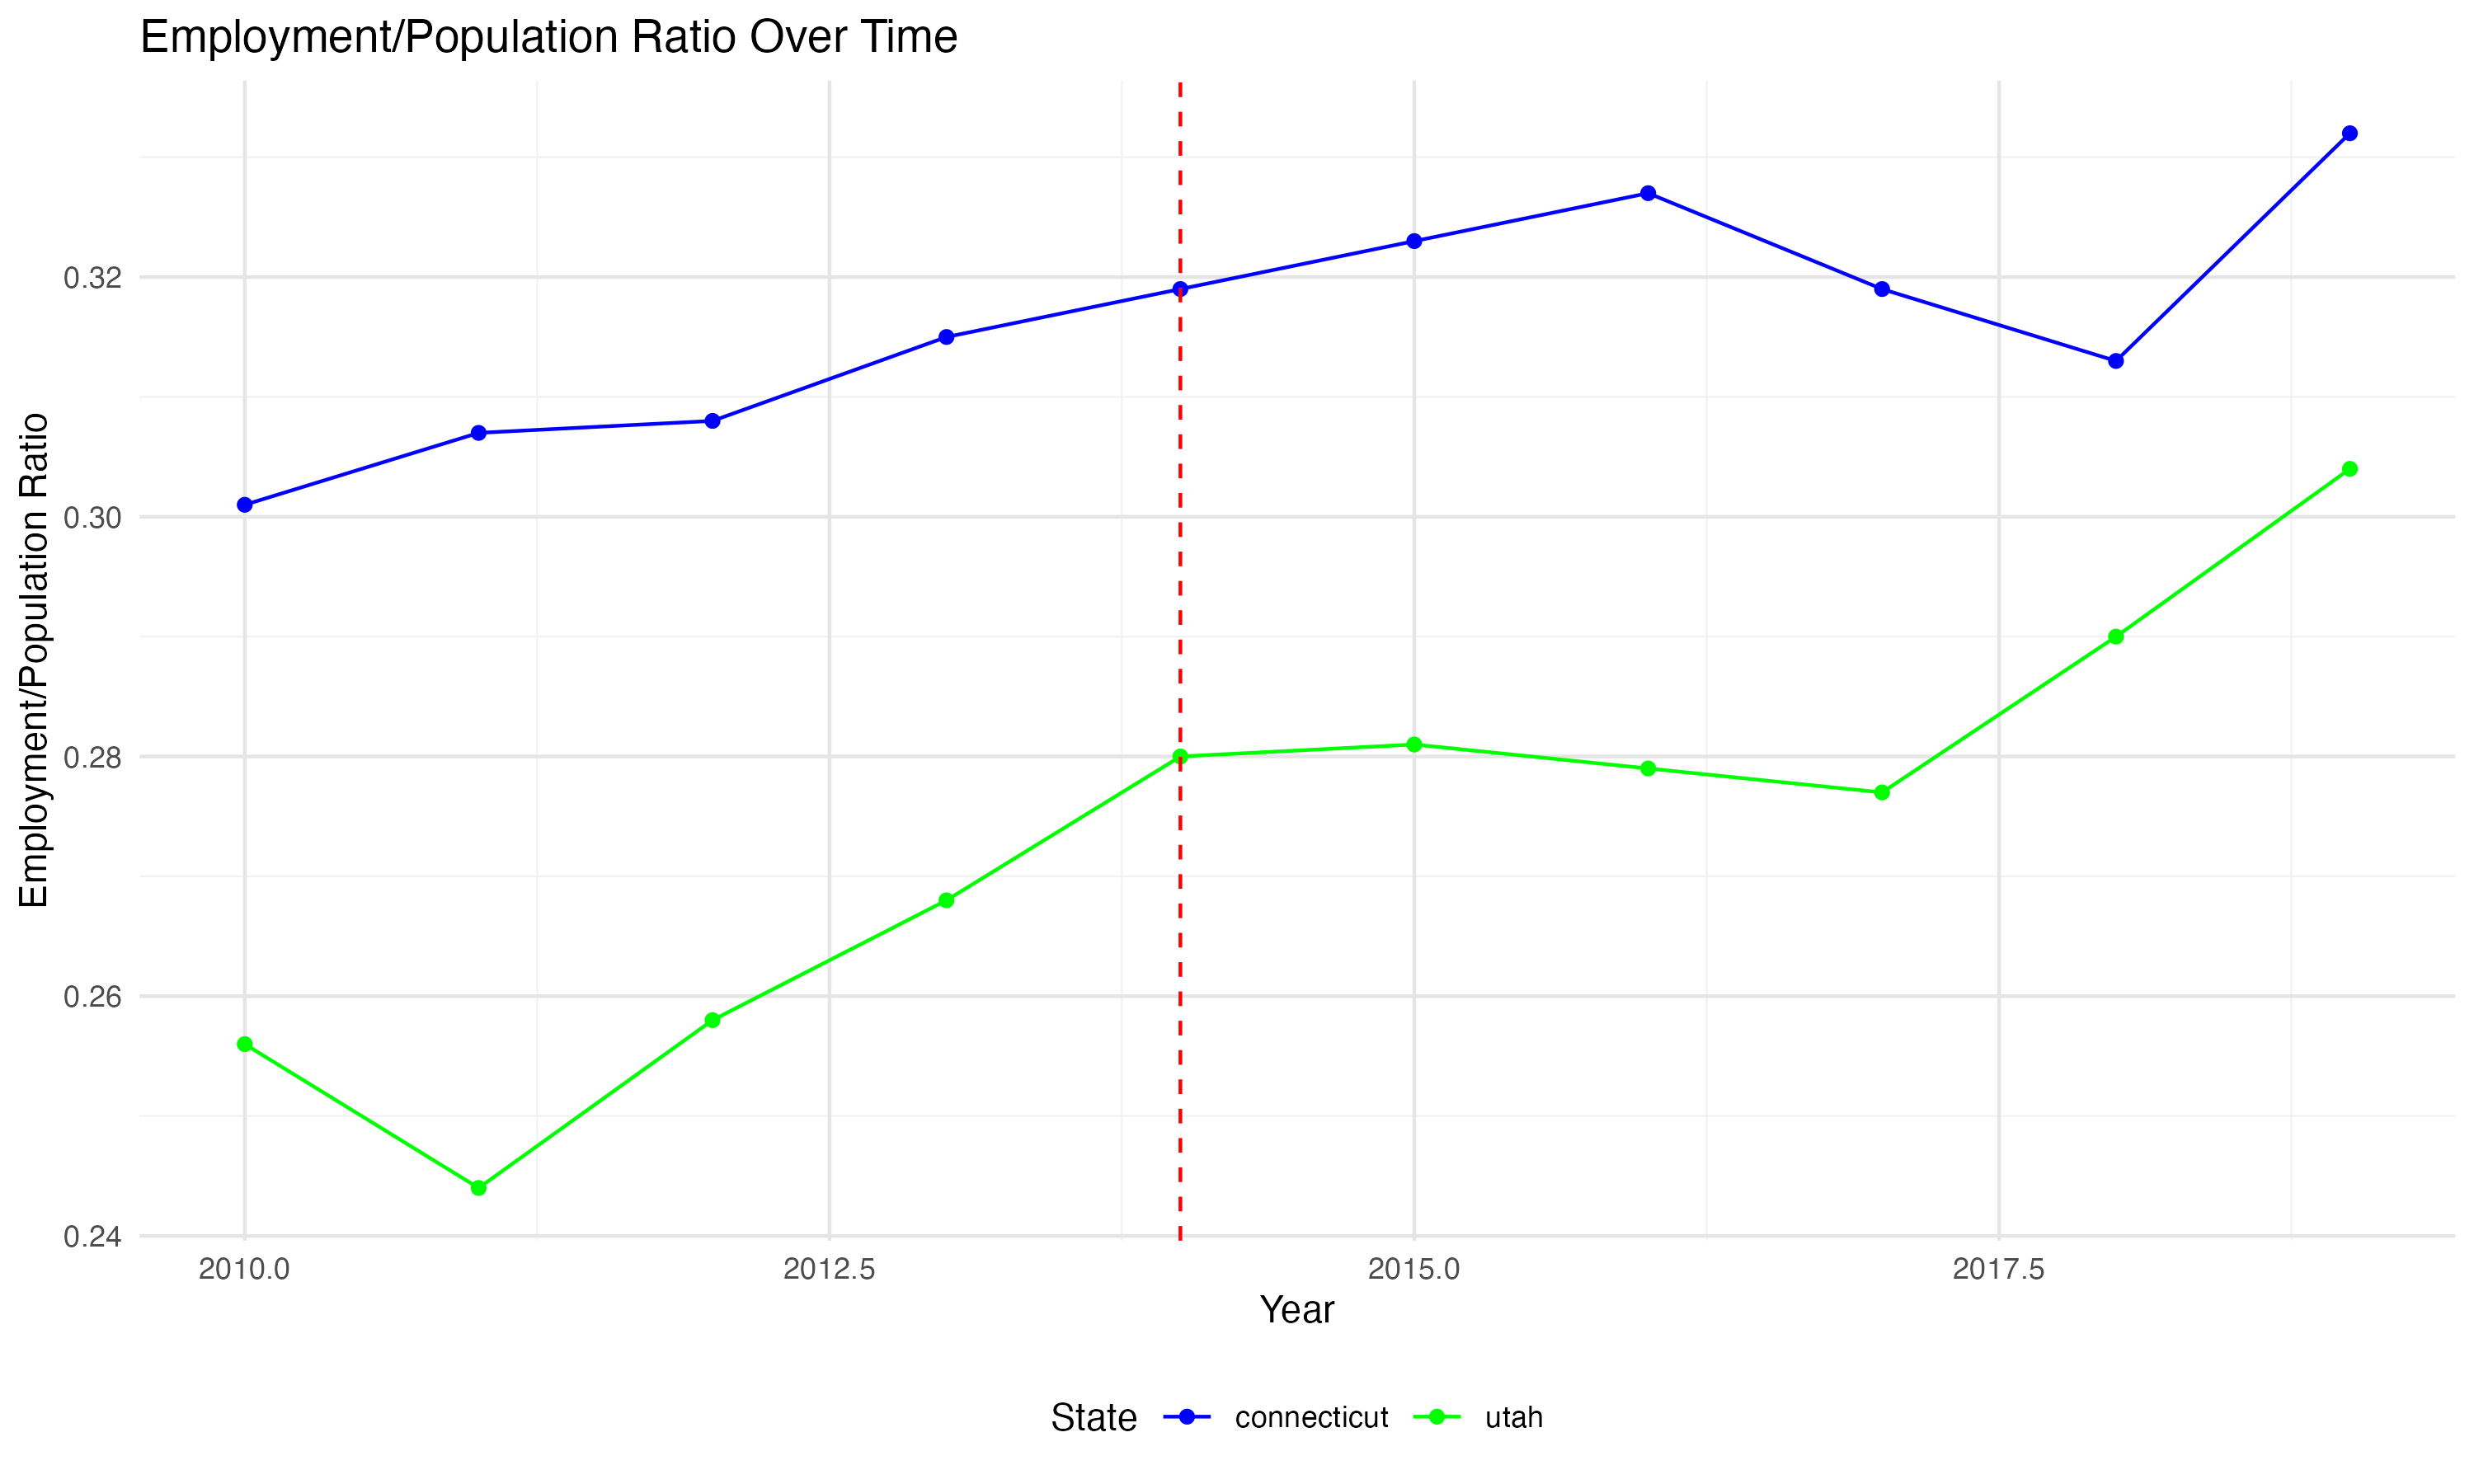 Employment/Population Ratio Over Time
Employment/Population Ratio
0.32
0.30
0.28
0.26
0.24
2010.0 2012.5 2015.0 2017.5
Year
State connecticut utah